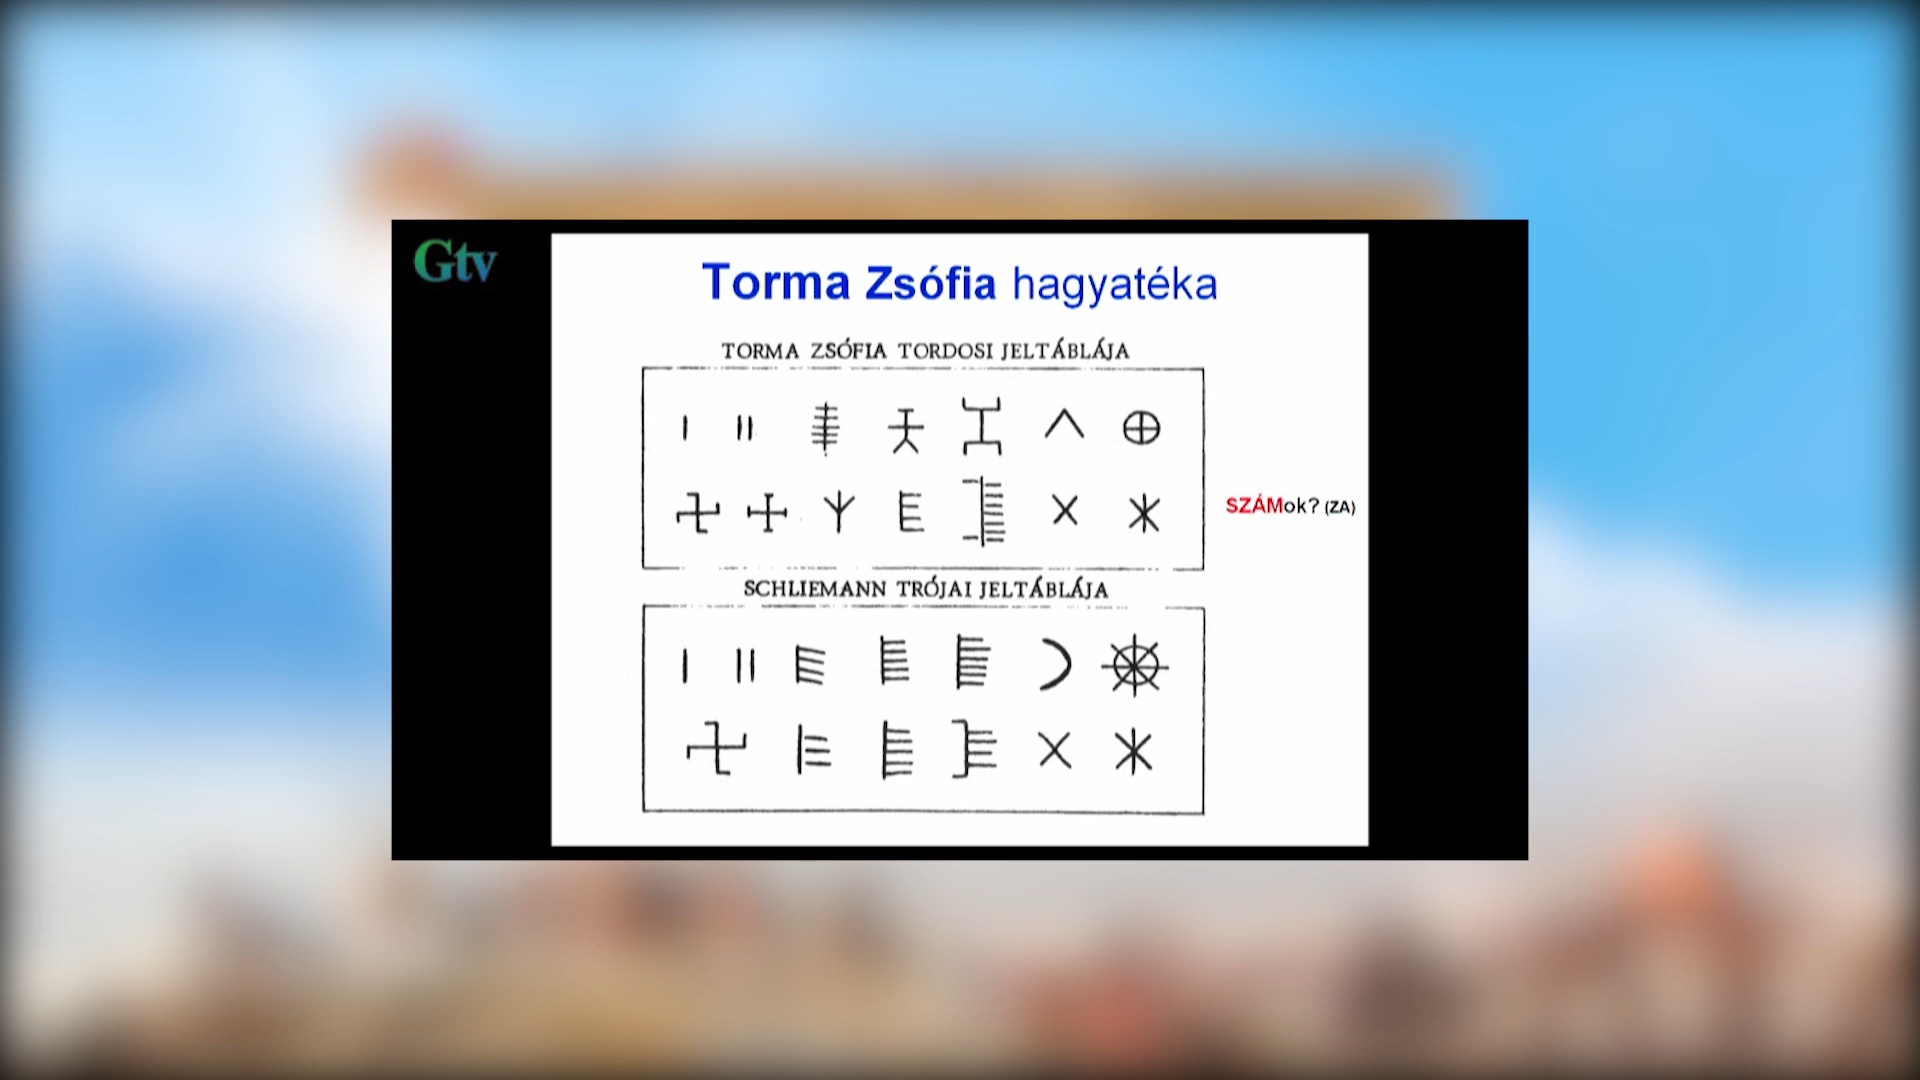 Gtv
Torma Zsófia hagyatéka
TORMA ZSÓFIA TORDOSI JELTÁBLÁJA
SZÁMok? (ZA)
SCHLIEMANN TRÓJAI JELTÁBLÁJA